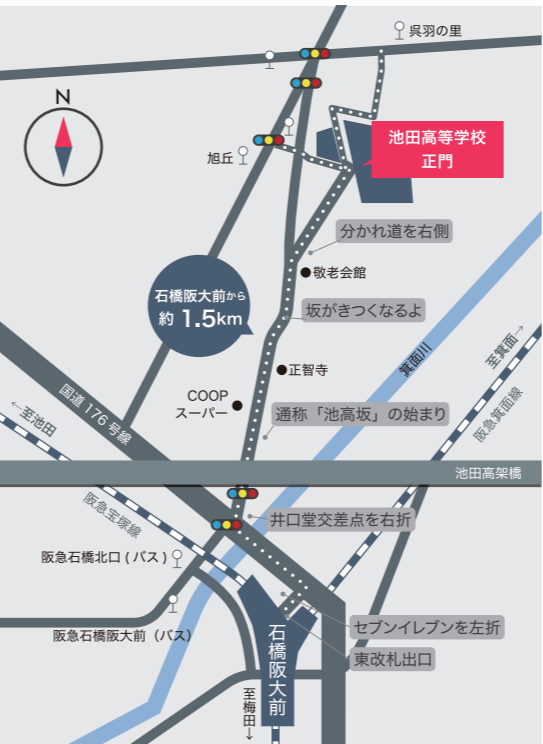 呉羽の里
N
池田高等学校
正門
旭丘
分かれ道を右側
敬老会館
石橋阪大前から
約 1.5km
坂がきつくなるよ
箕面川
至箕面→
正智寺
阪急箕面線
COOP
スーパー
国道 176 号線
←至池田
通称「池高坂」の始まり
池田高架橋
阪急宝塚線
井口堂交差点を右折
阪急石橋北口 ( バス )
セブンイレブンを左折
阪急石橋阪大前（バス）
石橋阪大前
東改札出口
至梅田→